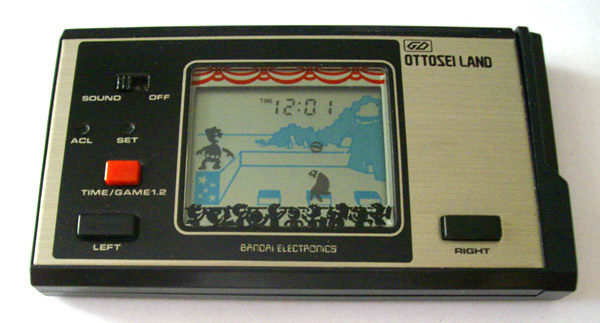 GD
OTTOSEI LAND
SOUND OFF
TIME 12:01
ACL SET
TIME/GAME1.2
LEFT
RIGHT
BANDAI ELECTRONICS